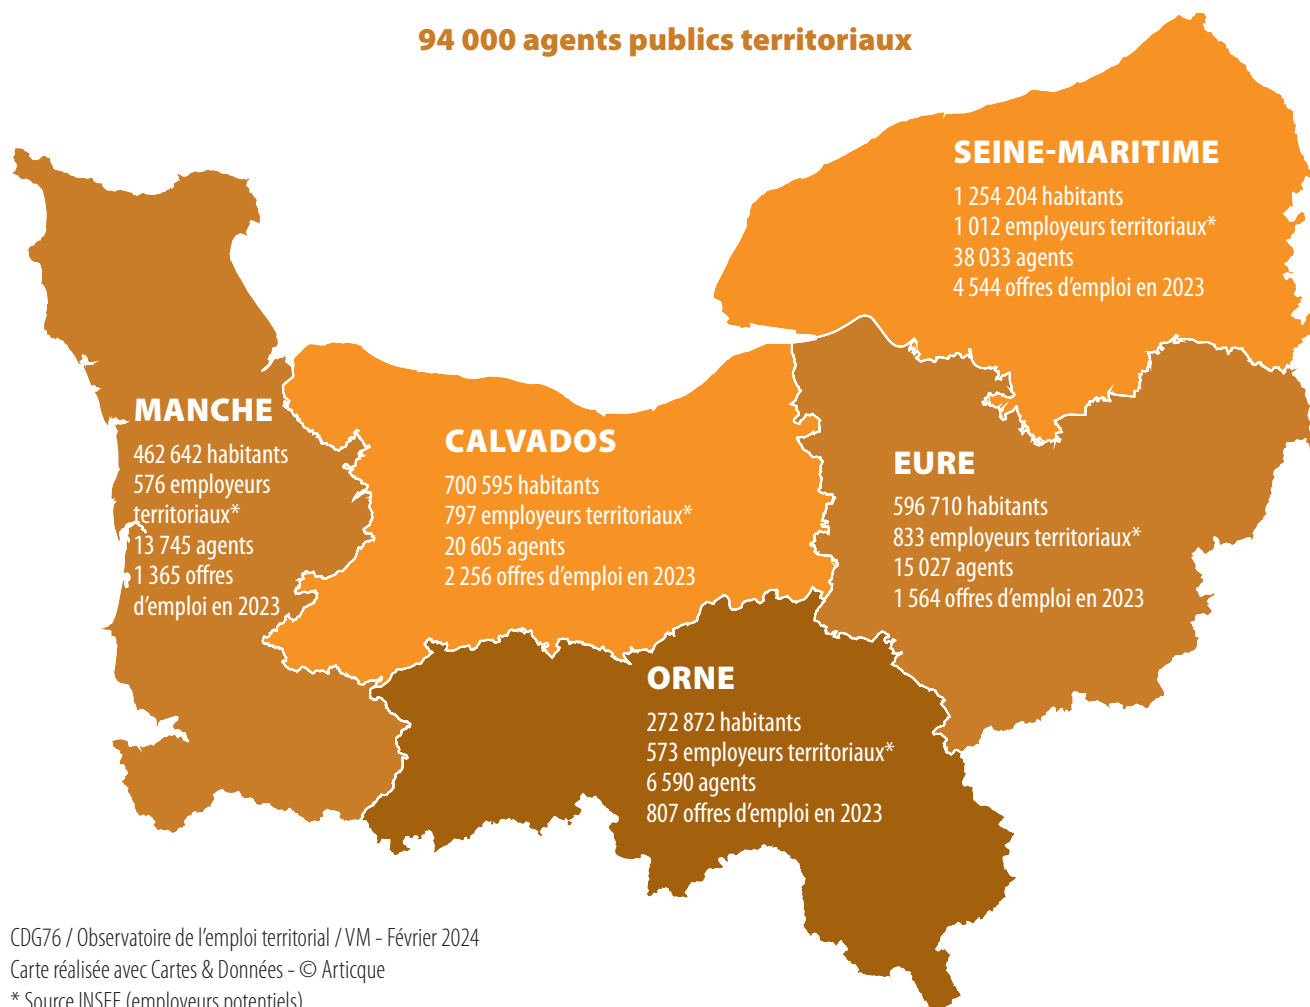 94 000 agents publics territoriaux
SEINE-MARITIME
1 254 204 habitants
1 012 employeurs territoriaux*
38 033 agents
4 544 offres d'emploi en 2023
MANCHE
462 642 habitants
576 employeurs
territoriaux*
13 745 agents
1 365 offres
d'emploi en 2023
CALVADOS
700 595 habitants
797 employeurs territoriaux*
20 605 agents
2 256 offres d'emploi en 2023
EURE
596 710 habitants
833 employeurs territoriaux*
15 027 agents
1 564 offres d'emploi en 2023
ORNE
272 872 habitants
573 employeurs territoriaux*
6 590 agents
807 offres d'emploi en 2023
CDG76 / Observatoire de l'emploi territorial / VM - Février 2024
Carte réalisée avec Cartes & Données - © Articque
* Source INSEE (employeurs potentiels)